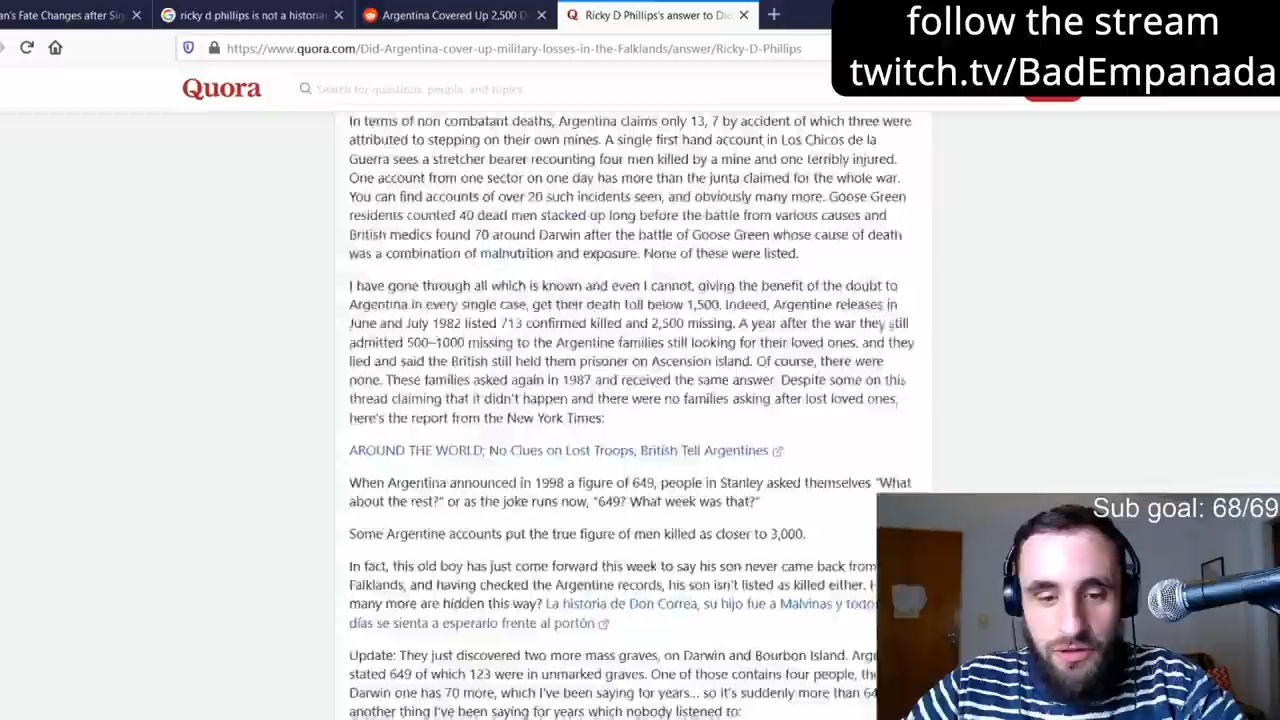 an's Fate Changes after Sig
ricky d phillips is not a historia
Argentina Covered Up 2,500 D
Ricky D Phillips's answer to Di
follow the stream
twitch.tv/BadEmpanada
https://www.quora.com/Did-Argentina-cover-up-military-losses-in-the-Falklands/answer/Ricky-D-Phillips
Quora
Search for questions, people, and topics
In terms of non combatant deaths, Argentina claims only 13, 7 by accident of which three were
attributed to stepping on their own mines. A single first hand account in Los Chicos de la
Guerra sees a stretcher bearer recounting four men killed by a mine and one terribly injured.
One account from one sector on one day has more than the junta claimed for the whole war.
You can find accounts of over 20 such incidents seen, and obviously many more. Goose Green
residents counted 40 dead men stacked up long before the battle from various causes and
British medics found 70 around Darwin after the battle of Goose Green whose cause of death
was a combination of malnutrition and exposure. None of these were listed.
I have gone through all which is known and even I cannot, giving the benefit of the doubt to
Argentina in every single case, get their death toll below 1,500. Indeed, Argentine releases in
June and July 1982 listed 713 confirmed killed and 2,500 missing. A year after the war they still
admitted 500–1000 missing to the Argentine families still looking for their loved ones, and they
lied and said the British still held them prisoner on Ascension island. Of course, there were
none. These families asked again in 1987 and received the same answer. Despite some on this
thread claiming that it didn't happen and there were no families asking after lost loved ones,
here's the report from the New York Times:
AROUND THE WORLD; No Clues on Lost Troops, British Tell Argentines
When Argentina announced in 1998 a figure of 649, people in Stanley asked themselves "What
about the rest?" or as the joke runs now, "649? What week was that?"
Some Argentine accounts put the true figure of men killed as closer to 3,000.
In fact, this old boy has just come forward this week to say his son never came back from
Falklands, and having checked the Argentine records, his son isn't listed as killed either. H
many more are hidden this way? La historia de Don Correa, su hijo fue a Malvinas y todo
días se sienta a esperarlo frente al portón
Update: They just discovered two more mass graves, on Darwin and Bourbon Island. Arg
stated 649 of which 123 were in unmarked graves. One of those contains four people, the
Darwin one has 70 more, which I've been saying for years... so it's suddenly more than 64
another thing I've been saying for years which nobody listened to:
Sub goal: 68/69